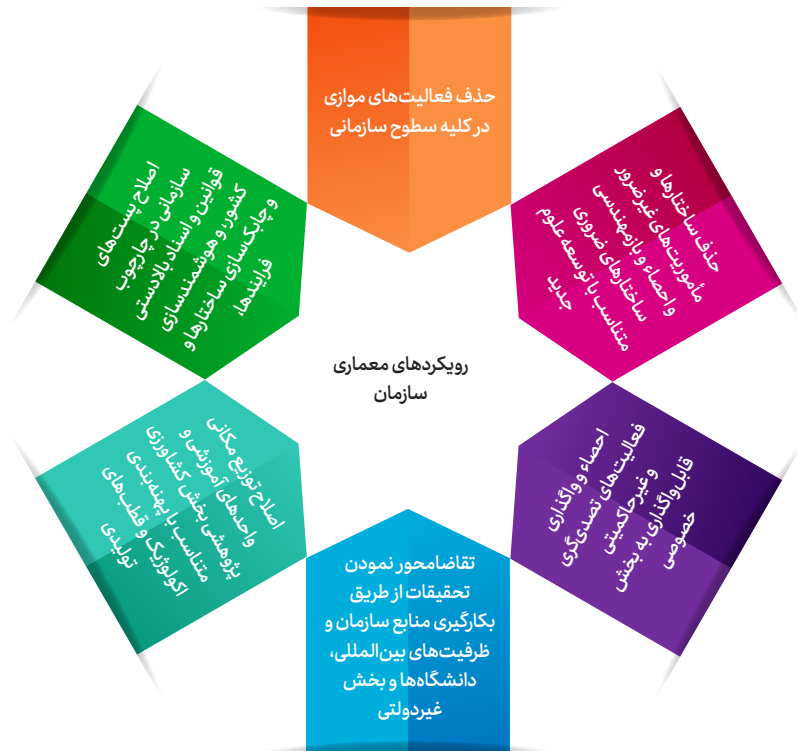 حذف فعالیت‌های موازی
در کلیه سطوح سازمانی
حذف ساختارها و
مأموریت‌های غیرضرور
و احصاء و بازمهندسی
ساختارهای ضروری
متناسب با توسعه علوم
جدید
احصاء و واگذاری
فعالیت‌های تصدی‌گری
و غیرحاکمیتی
قابل‌واگذاری به بخش
خصوصی
تقاضامحور نمودن
تحقیقات از طریق
بکارگیری منابع سازمان و
ظرفیت‌های بین‌المللی،
دانشگاه‌ها و بخش
غیردولتی
اصلاح توزیع مکانی
واحدهای آموزشی و
پژوهشی بخش کشاورزی
متناسب با پهنه‌بندی
اکولوژیک و قطب‌های
تولیدی
اصلاح پست‌های
سازمانی در چارچوب
قوانین و اسناد بالادستی
کشور و هوشمندسازی
و چابک‌سازی ساختارها و
فرایندها،
رویکردهای معماری
سازمان